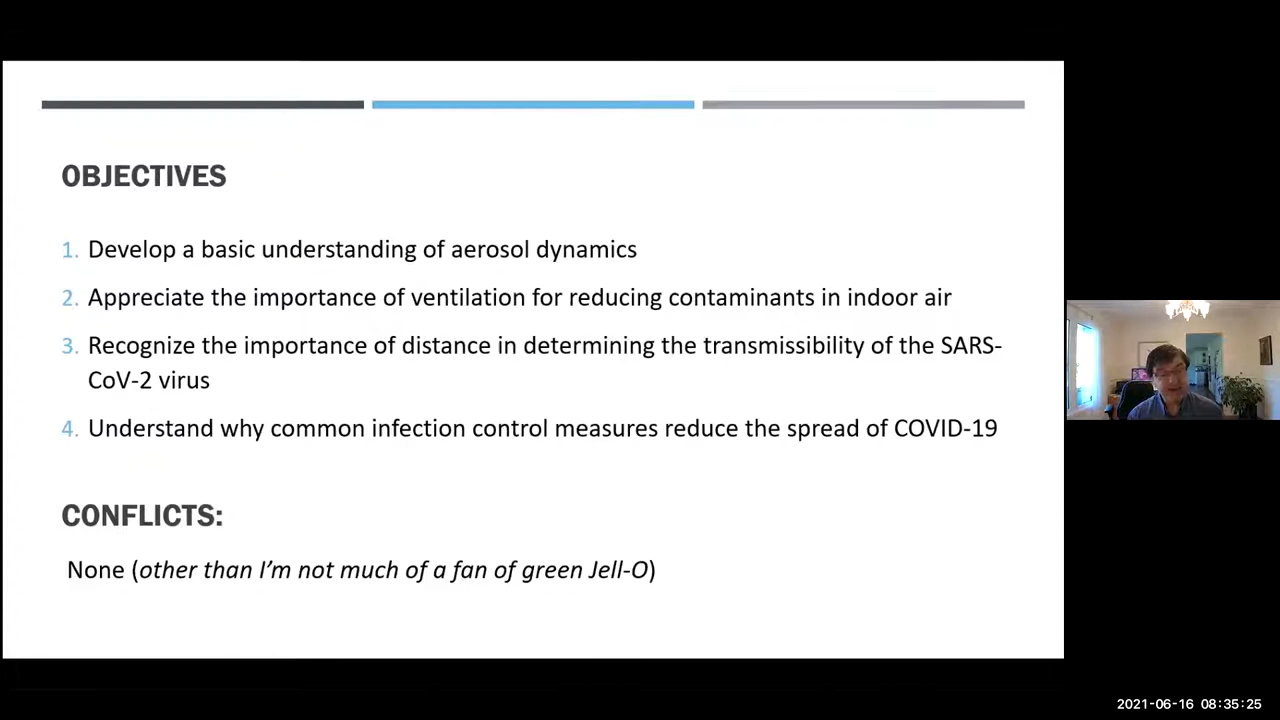 OBJECTIVES
1. Develop a basic understanding of aerosol dynamics
2. Appreciate the importance of ventilation for reducing contaminants in indoor air
3. Recognize the importance of distance in determining the transmissibility of the SARS-
CoV-2 virus
4. Understand why common infection control measures reduce the spread of COVID-19
CONFLICTS:
None (other than I’m not much of a fan of green Jell-O)
2021-06-16 08:35:25